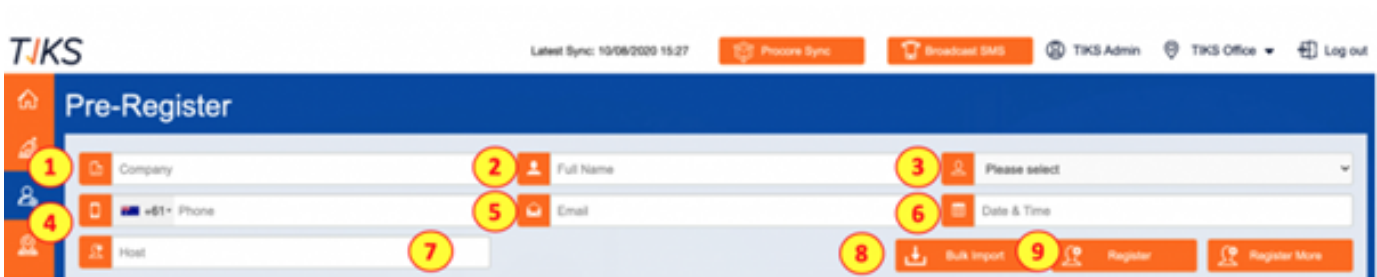 TIKS Latest Sync: 10/08/2020 15:27 Procore Sync Broadcast SMS TIKS Admin TIKS Office Log out
Pre-Register
1 Company 2 Full Name 3 Please select
4 +61 Phone 5 Email 6 Date & Time
Host 7 8 Bulk Import 9 Register Register More